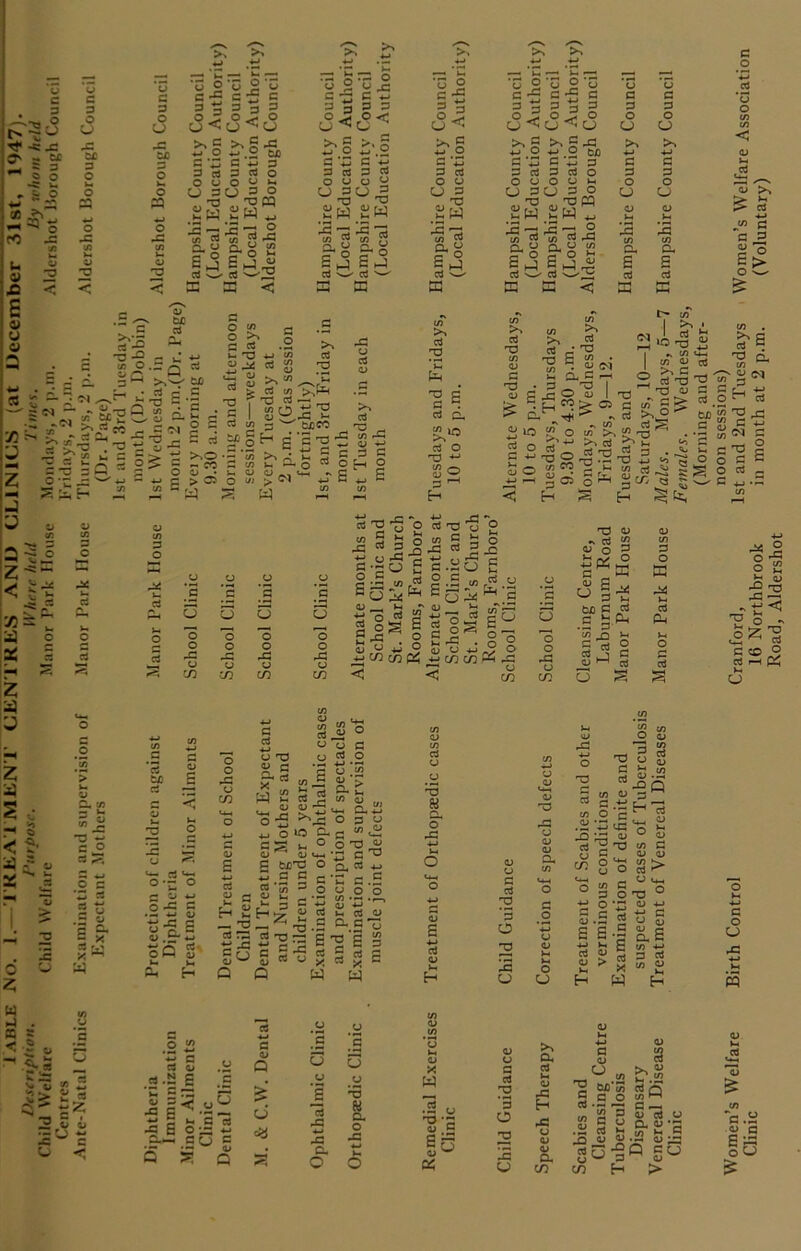 TABLE No. 1.—TREATMENT CENTRES AND CLINICS (at December 31st, 1947).
Description. Purpose. Where held Times. By whom held
Child Welfare Centres
Child Welfare
Manor Park House
Mondays, 2 p.m.
Fridays, 2 p.m.
Aldershot Borough Council
Ante-Natal Clinics
Examination and supervision of
Expectant Mothers
Manor Park House
Thursdays, 2 p.m.
(Dr. Page)
1st and 3rd Tuesday in
month (Dr. Dobbin)
Aldershot Borough Council
Diphtheria
Immunization
Protection of children against
Diphtheria
Manor Park House
1st Wednesday in
month 2 p.m. (Dr. Page)
Aldershot Borough Council
Minor Ailments
Clinic
Treatment of Minor Ailments
School Clinic
Every morning at
9.30 a.m.
Hampshire County Council
(Local Education Authority)
Dental Clinic
Dental Treatment of School
Children
School Clinic
Morning and afternoon
sessions—weekdays
Hampshire County Council
(Local Education Authority)
M. & C.W. Dental
Dental Treatment of Expectant
and Nursing Mothers and
children under 5 years
School Clinic
Every Tuesday at
2 p.m. (Gas session
fortnightly)
Aldershot Borough Council
Ophthalmic Clinic
Examination of ophthalmic cases
and prescription of spectacles
School Clinic
1st, and 3rd Friday in
month
Hampshire County Council
(Local Education Authority)
Orthopædic Clinic
Examination and supervision of
muscle joint defects
Alternate months at
School Clinic and
St. Mark's Church
Rooms, Farnboro'
1st Tuesday in each
month
Hampshire County Council
(Local Education Authority
Remedial Exercises
Clinic
Treatment of Orthopædic cases
Alternate months at
School Clinic and
St. Mark's Church
Rooms, Farnboro'
Tuesdays and Fridays,
10 to 5 p.m.
Hampshire County Council
(Local Education Authority)
Child Guidance
Child Guidance
School Clinic
Alternate Wednesdays,
10 to 5 p.m.
Hampshire County Council
(Local Education Authority)
Speech Therapy
Correction of speech defects
School Clinic
Tuesdays, Thursdays
9.30 to 4.30 p.m.
Hampshire County Council
(Local Education Authority)
Scabies and
Cleansing Centre
Treatment of Scabies and other
verminous conditions
Cleansing Centre,
Laburnum Road
Mondays, Wednesdays,
Fridays, 9—12.
Aldershot Borough Council
Tuberculosis
Dispensary
Examination of definite and
suspected cases of Tuberculosis
Manor Park House
Tuesdays and
Saturdays, 10—12
Hampshire County Council
Venereal Disease
Clinic
Treatment of Venereal Diseases
Manor Park House
Males. Mondays, 5—7
Females. Wednesdays,
(Morning and after-
noon sessions)
Hampshire County Council
Women's Welfare
Clinic
Birth Control
Cranford,
16 Northbrook
Road, Aldershot
1st and 2nd Tuesdays
in month at 2 p.m.
Women's Welfare Association
(Voluntary)